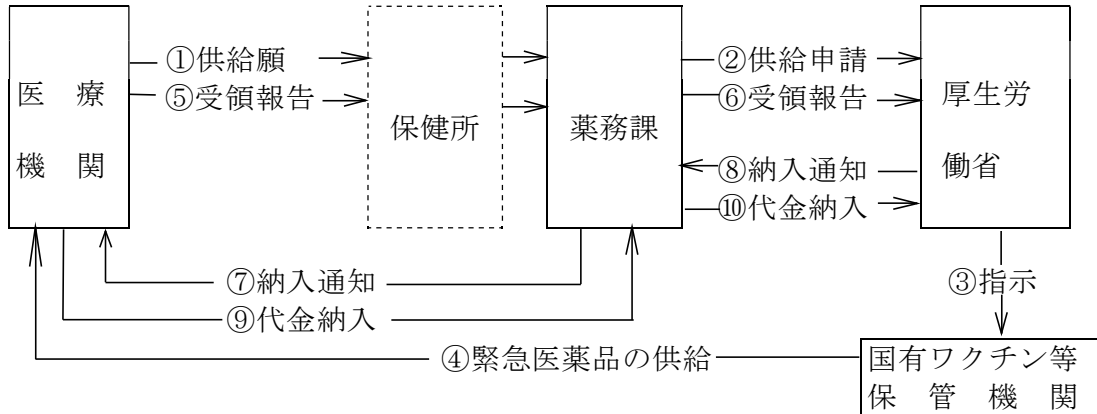 ①供給願
②供給申請
⑤受領報告
⑥受領報告
医 療
機 関
保健所
薬務課
厚生労
働省
⑧納入通知
⑩代金納入
⑦納入通知
③指示
⑨代金納入
④緊急医薬品の供給
国有ワクチン等
保 管 機 関